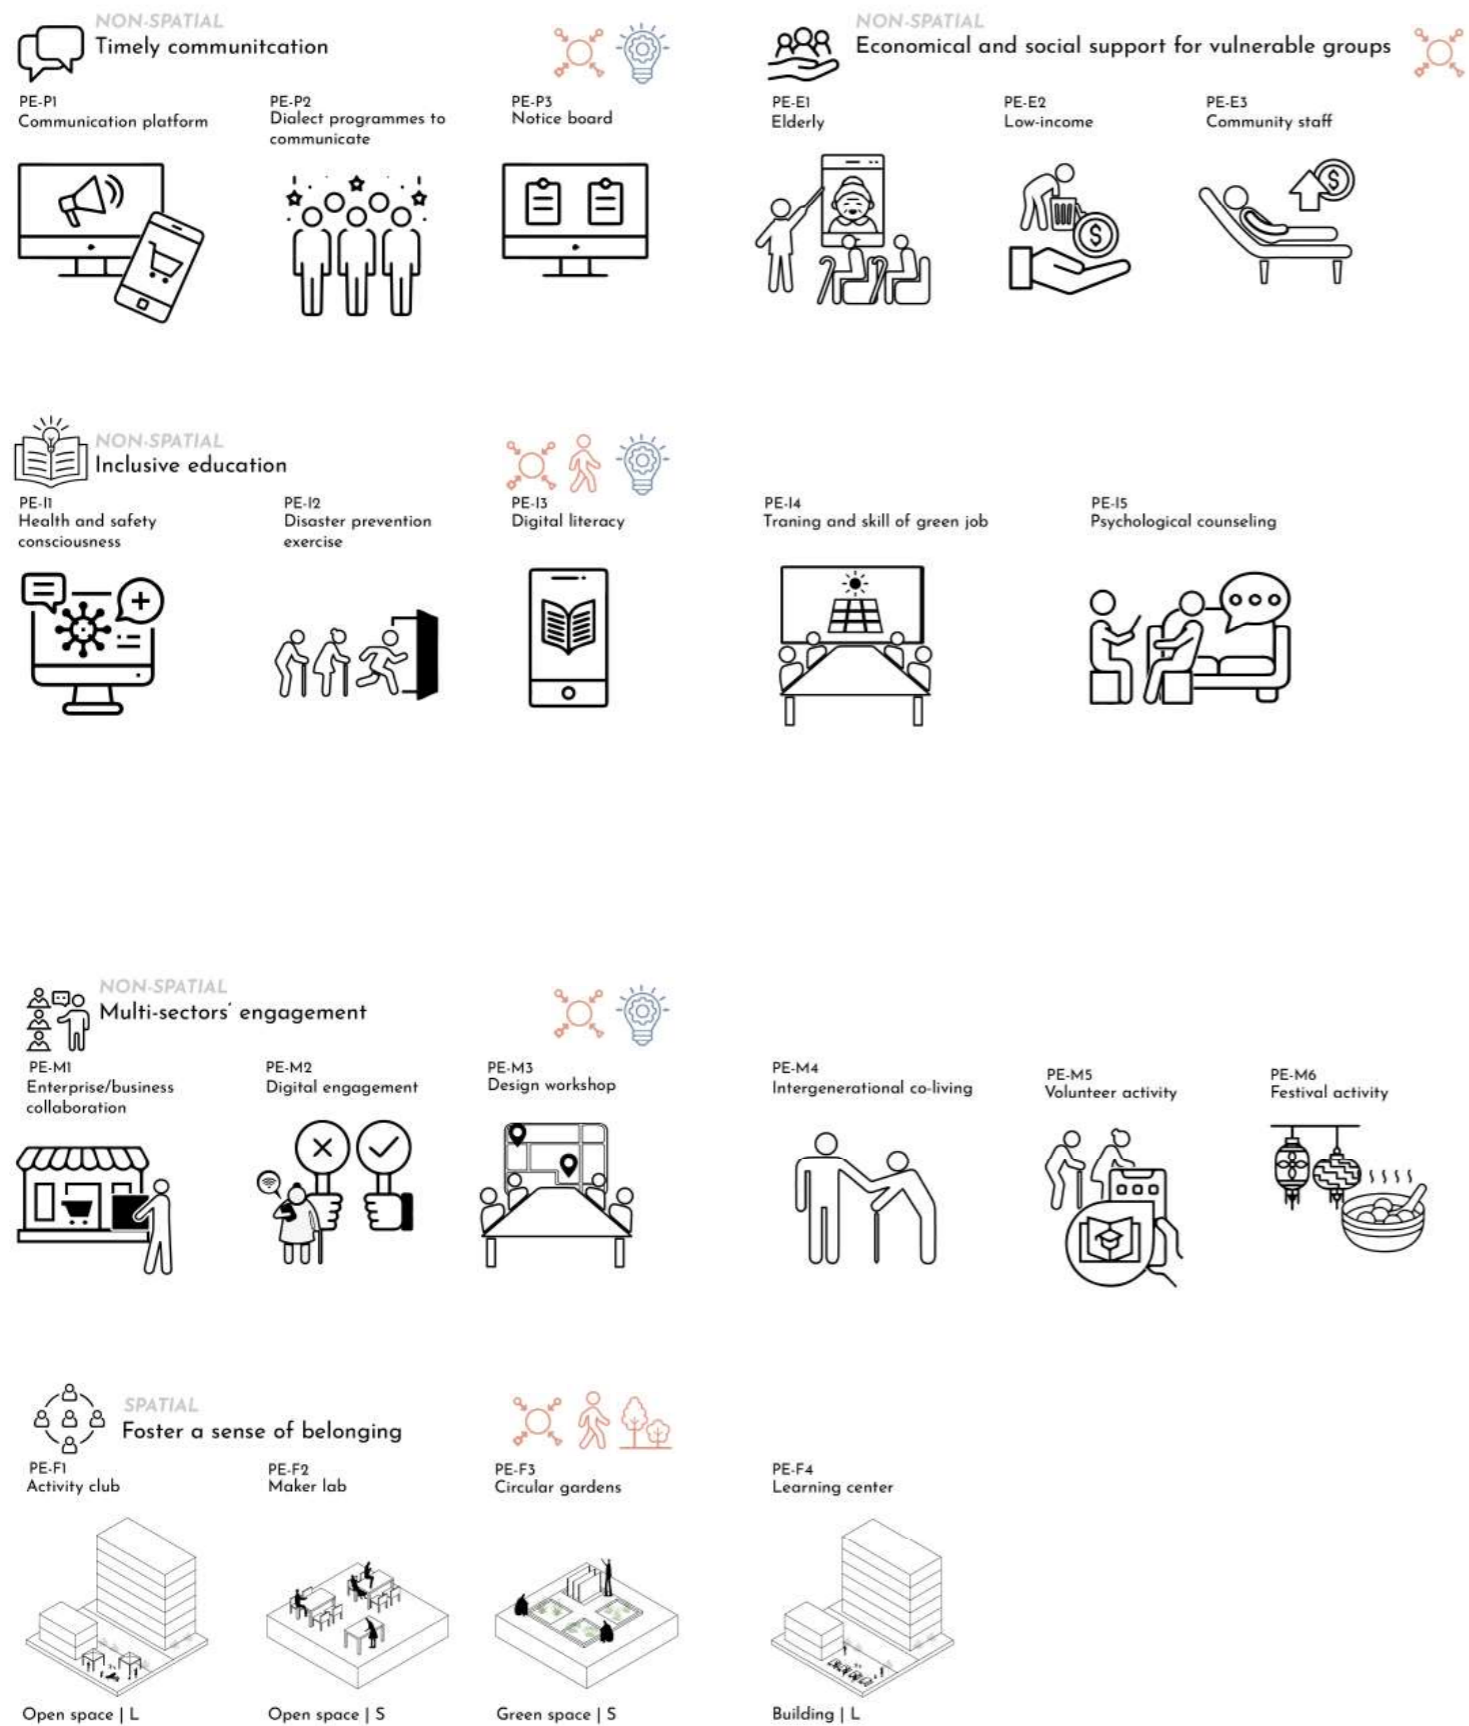 NON-SPATIAL
Timely communitcation
PE-P1
Communication platform
PE-P2
Dialect programmes to
communicate
PE-P3
Notice board
NON-SPATIAL
Economical and social support for vulnerable groups
PE-E1
Elderly
PE-E2
Low-income
PE-E3
Community staff
NON-SPATIAL
Inclusive education
PE-I1
Health and safety
consciousness
PE-I2
Disaster prevention
exercise
PE-I3
Digital literacy
PE-I4
Traning and skill of green job
PE-I5
Psychological counseling
NON-SPATIAL
Multi-sectors´ engagement
PE-M1
Enterprise/business
collaboration
PE-M2
Digital engagement
PE-M3
Design workshop
PE-M4
Intergenerational co-living
PE-M5
Volunteer activity
PE-M6
Festival activity
SPATIAL
Foster a sense of belonging
PE-F1
Activity club
PE-F2
Maker lab
PE-F3
Circular gardens
PE-F4
Learning center
Open space | L
Open space | S
Green space | S
Building | L